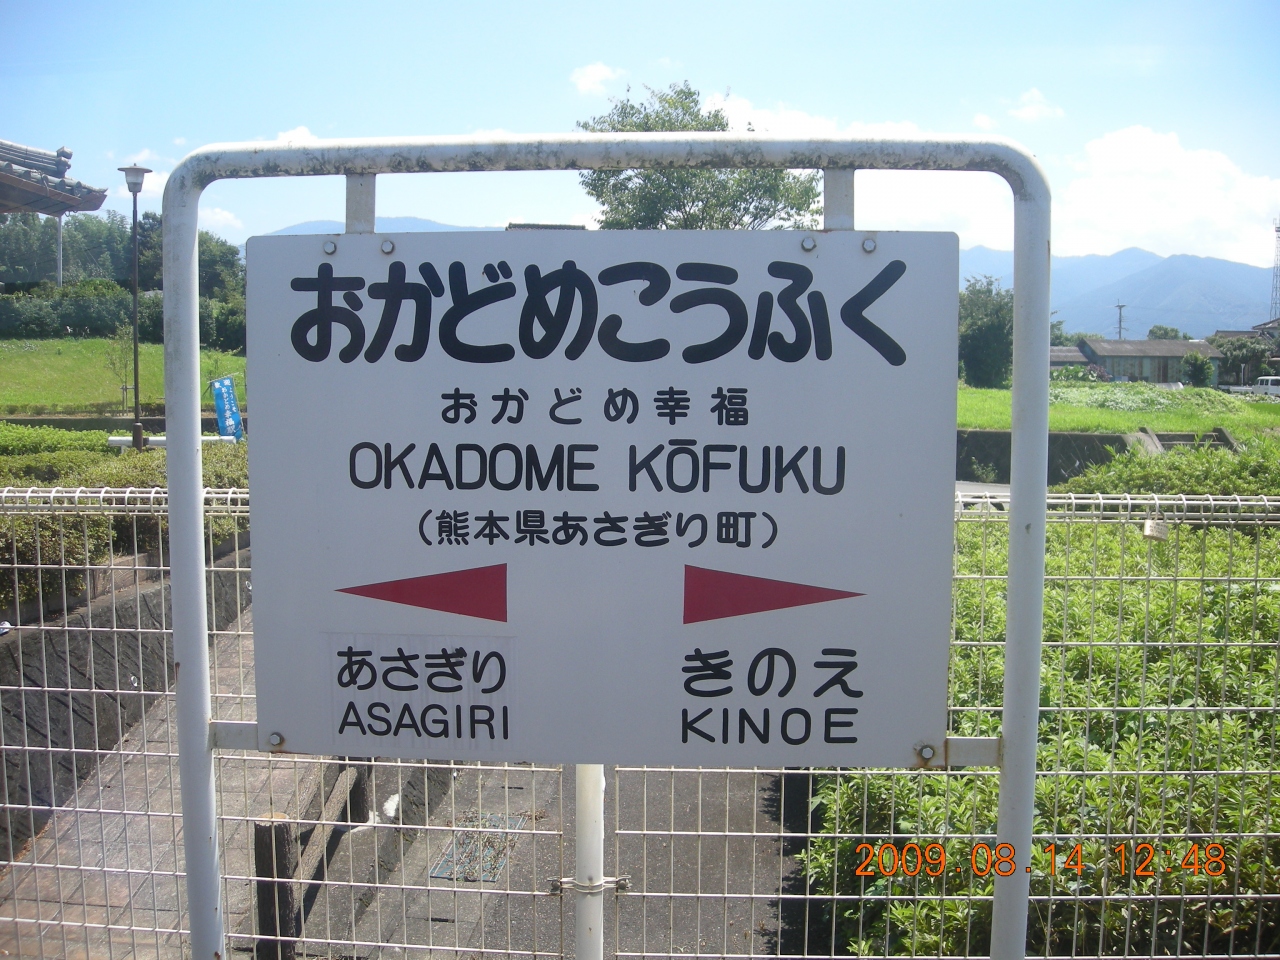 おかどめこうふく
おかどめ幸福
OKADOME KŌFUKU
(熊本県あさぎり町)
あさぎり
ASAGIRI
きのえ
KINOE
2009.08.14 12:48